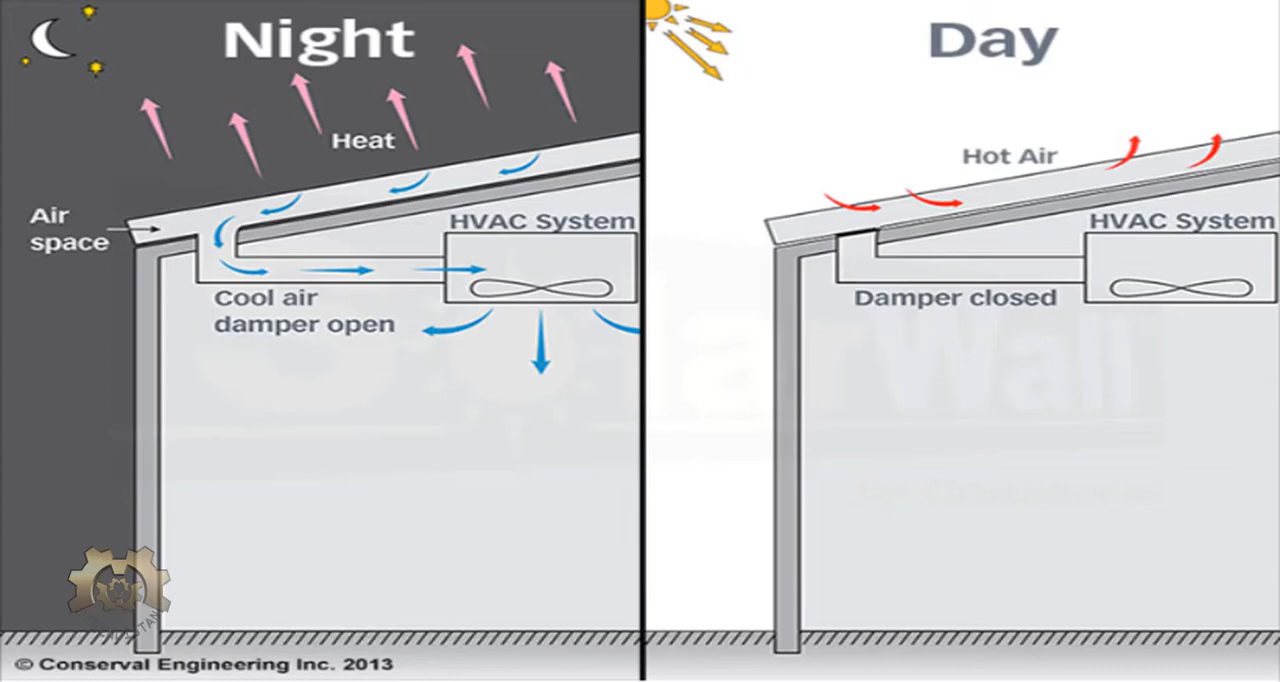 Night
Heat
Air
space
HVAC System
Cool air
damper open
© Conserval Engineering Inc. 2013
Day
Hot Air
HVAC System
Damper closed
larWall